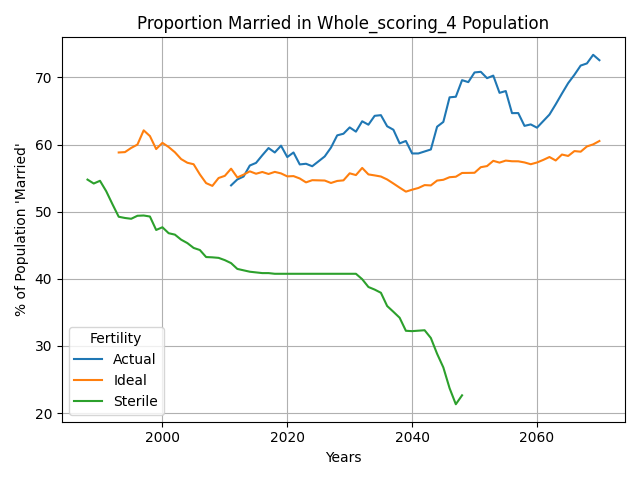 Proportion Married in Whole_scoring_4 Population
% of Population 'Married'
70
60
50
40
30
20
Fertility
Actual
Ideal
Sterile
2000 2020 2040 2060
Years